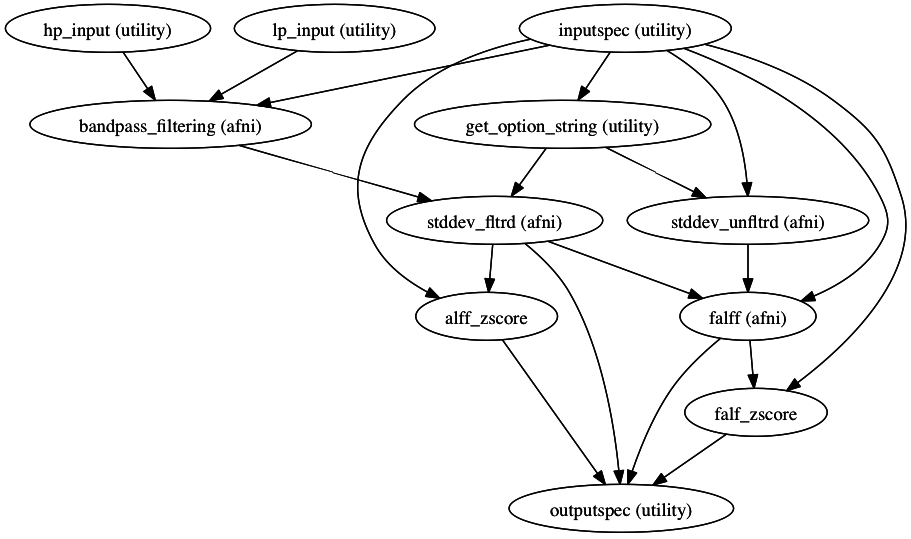 hp_input (utility)
lp_input (utility)
inputspec (utility)
bandpass_filtering (afni)
get_option_string (utility)
stddev_fltrd (afni)
stddev_unfltrd (afni)
alff_zscore
falff (afni)
falf_zscore
outputspec (utility)